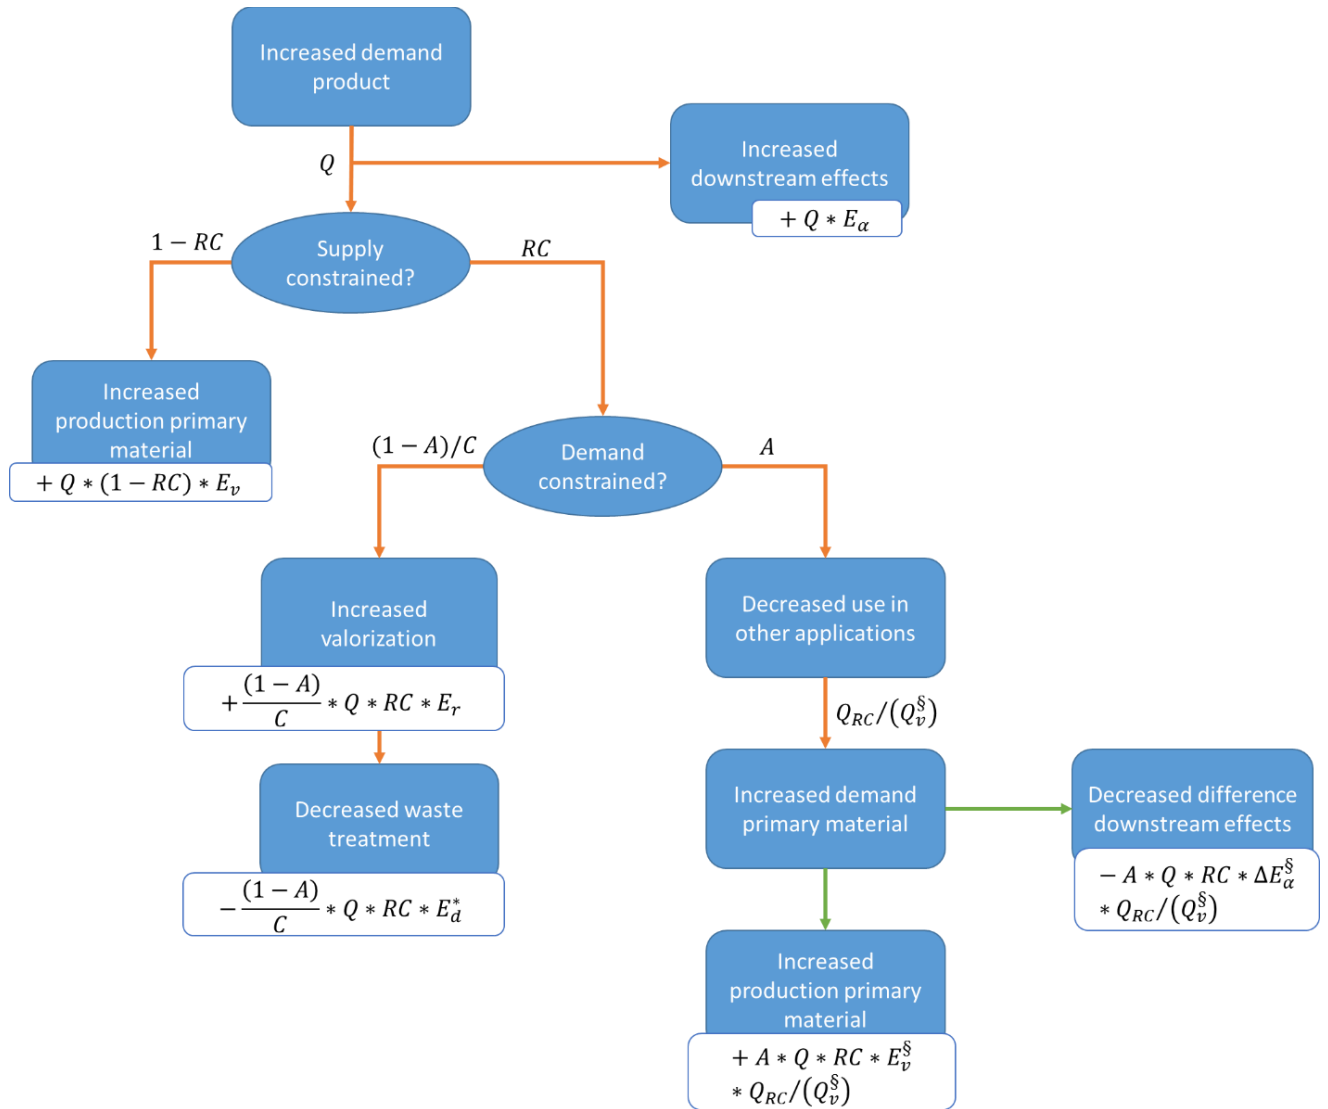 Increased demand
product
Q
Increased
downstream effects
+ Q * E_α
1 − RC
Supply
constrained?
RC
Increased
production primary
material
+ Q * (1 − RC) * E_v
(1 − A)/C
Demand
constrained?
A
Increased
valorization
+ (1 − A)/C * Q * RC * E_r
Decreased use in
other applications
Q_RC/(Q_v^§)
Decreased waste
treatment
− (1 − A)/C * Q * RC * E_d^*
Increased demand
primary material
Decreased difference
downstream effects
− A * Q * RC * ΔE_α^§
* Q_RC/(Q_v^§)
Increased
production primary
material
+ A * Q * RC * E_v^§
* Q_RC/(Q_v^§)